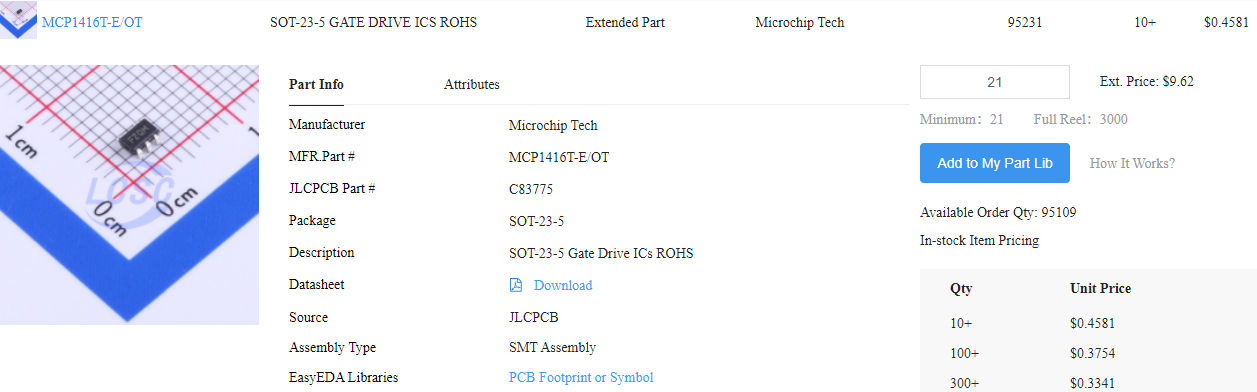 MCP1416T-E/OT SOT-23-5 GATE DRIVE ICS ROHS Extended Part Microchip Tech 95231 10+ $0.4581
Part Info Attributes
Manufacturer Microchip Tech
MFR.Part # MCP1416T-E/OT
JLCPCB Part # C83775
Package SOT-23-5
Description SOT-23-5 Gate Drive ICs ROHS
Datasheet Download
Source JLCPCB
Assembly Type SMT Assembly
EasyEDA Libraries PCB Footprint or Symbol
21 Ext. Price: $9.62
Minimum: 21 Full Reel: 3000
Add to My Part Lib How It Works?
Available Order Qty: 95109
In-stock Item Pricing
Qty Unit Price
10+ $0.4581
100+ $0.3754
300+ $0.3341
1cm
1
0cm
0cm
LCSC